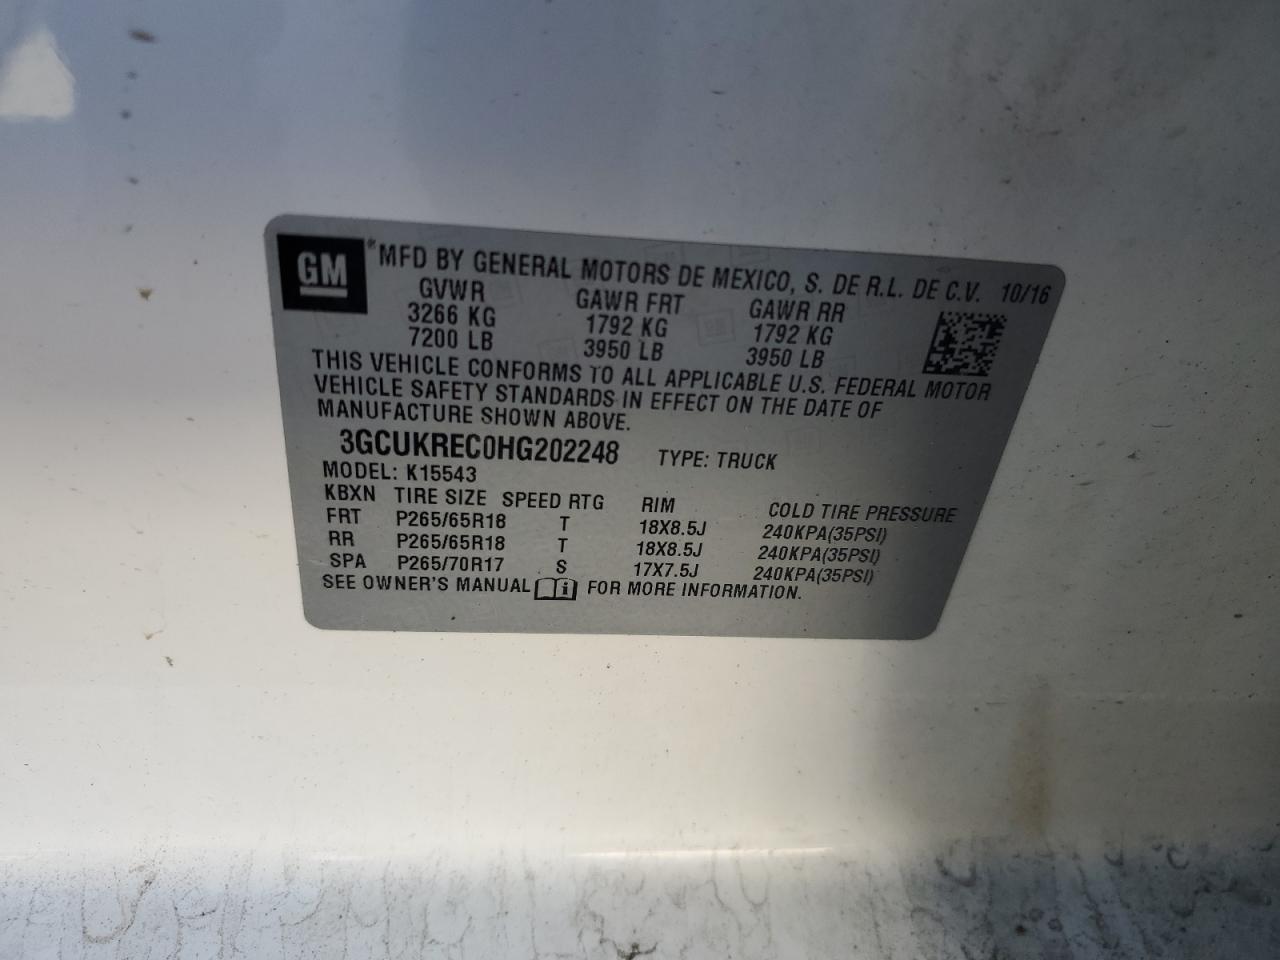 GM *MFD BY GENERAL MOTORS DE MEXICO, S. DE R.L. DE C.V. 10/16
GVWR GAWR FRT GAWR RR
3266 KG 1792 KG 1792 KG
7200 LB 3950 LB 3950 LB
THIS VEHICLE CONFORMS TO ALL APPLICABLE U.S. FEDERAL MOTOR
VEHICLE SAFETY STANDARDS IN EFFECT ON THE DATE OF
MANUFACTURE SHOWN ABOVE.
3GCUKREC0HG202248 TYPE: TRUCK
MODEL: K15543
KBXN TIRE SIZE SPEED RTG RIM COLD TIRE PRESSURE
FRT P265/65R18 T 18X8.5J 240KPA(35PSI)
RR P265/65R18 T 18X8.5J 240KPA(35PSI)
SPA P265/70R17 S 17X7.5J 240KPA(35PSI)
SEE OWNER'S MANUAL i FOR MORE INFORMATION.